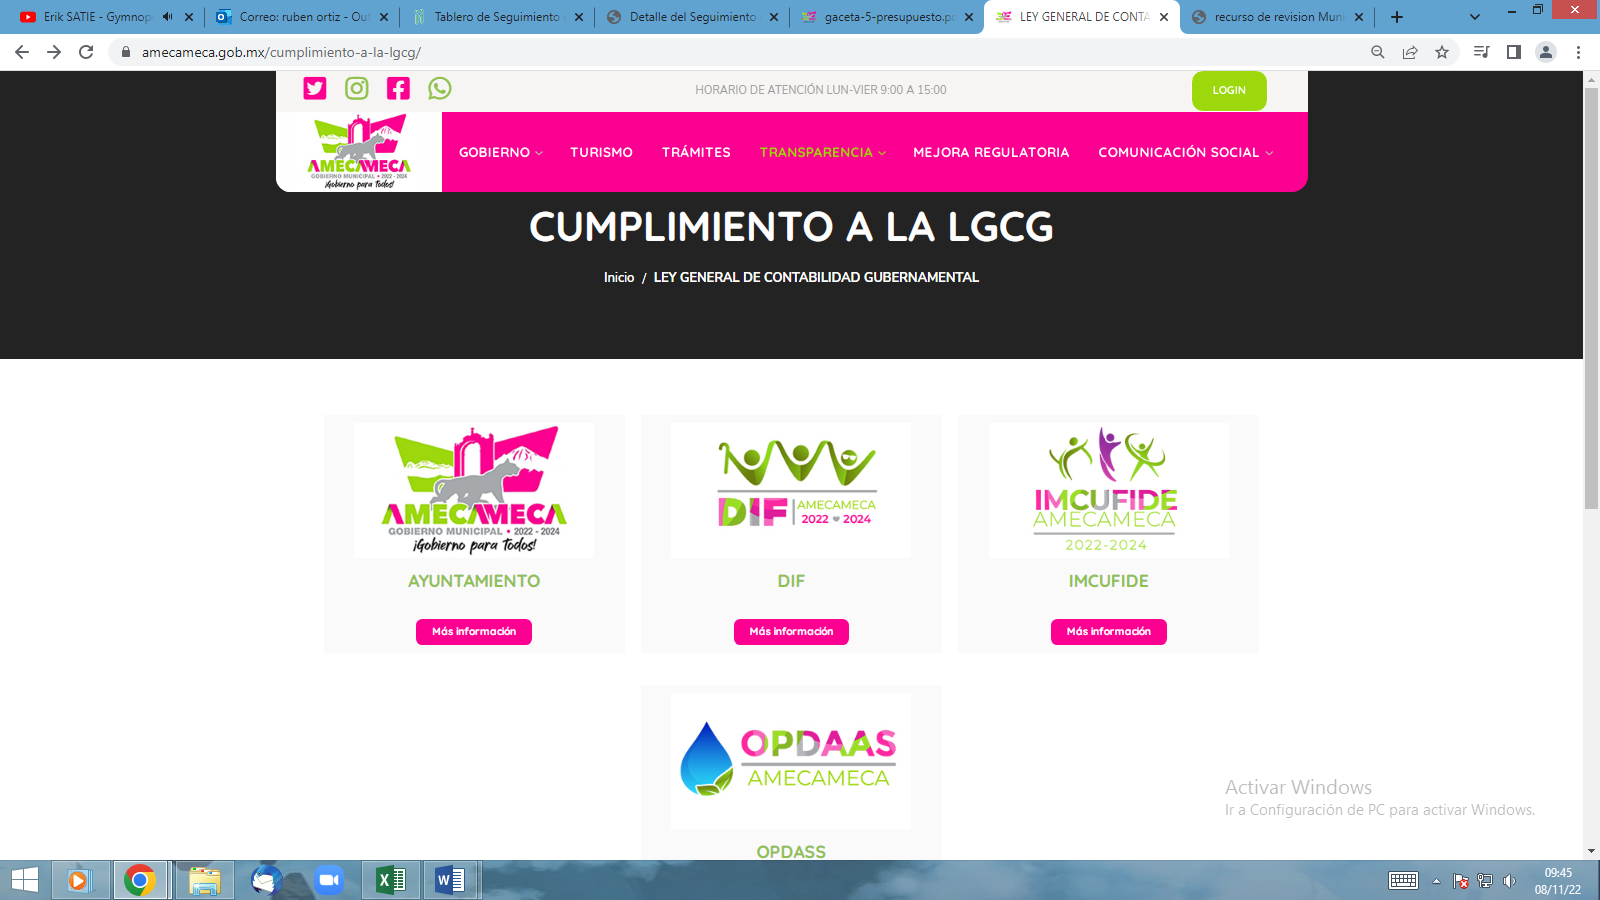 Erik SATIE - Gymnop
Correo: ruben ortiz - Out
Tablero de Seguimiento
Detalle del Seguimiento
gaceta-5-presupuesto.pd
LEY GENERAL DE CONTA
recurso de revision Muni
amecameca.gob.mx/cumplimiento-a-la-lgcg/
HORARIO DE ATENCIÓN LUN-VIER 9:00 A 15:00
LOGIN
AMECAMECA
GOBIERNO MUNICIPAL • 2022 - 2024
¡Gobierno para Todos!
GOBIERNO
TURISMO
TRÁMITES
TRANSPARENCIA
MEJORA REGULATORIA
COMUNICACIÓN SOCIAL
CUMPLIMIENTO A LA LGCG
Inicio / LEY GENERAL DE CONTABILIDAD GUBERNAMENTAL
AMECAMECA
GOBIERNO MUNICIPAL • 2022 - 2024
¡Gobierno para Todos!
AYUNTAMIENTO
Más información
DIF
AMECAMECA
2022 2024
DIF
Más información
IMCUFIDE
AMECAMECA
2022-2024
IMCUFIDE
Más información
OPDAAS
AMECAMECA
OPDASS
Activar Windows
Ir a Configuración de PC para activar Windows.
09:45
08/11/22